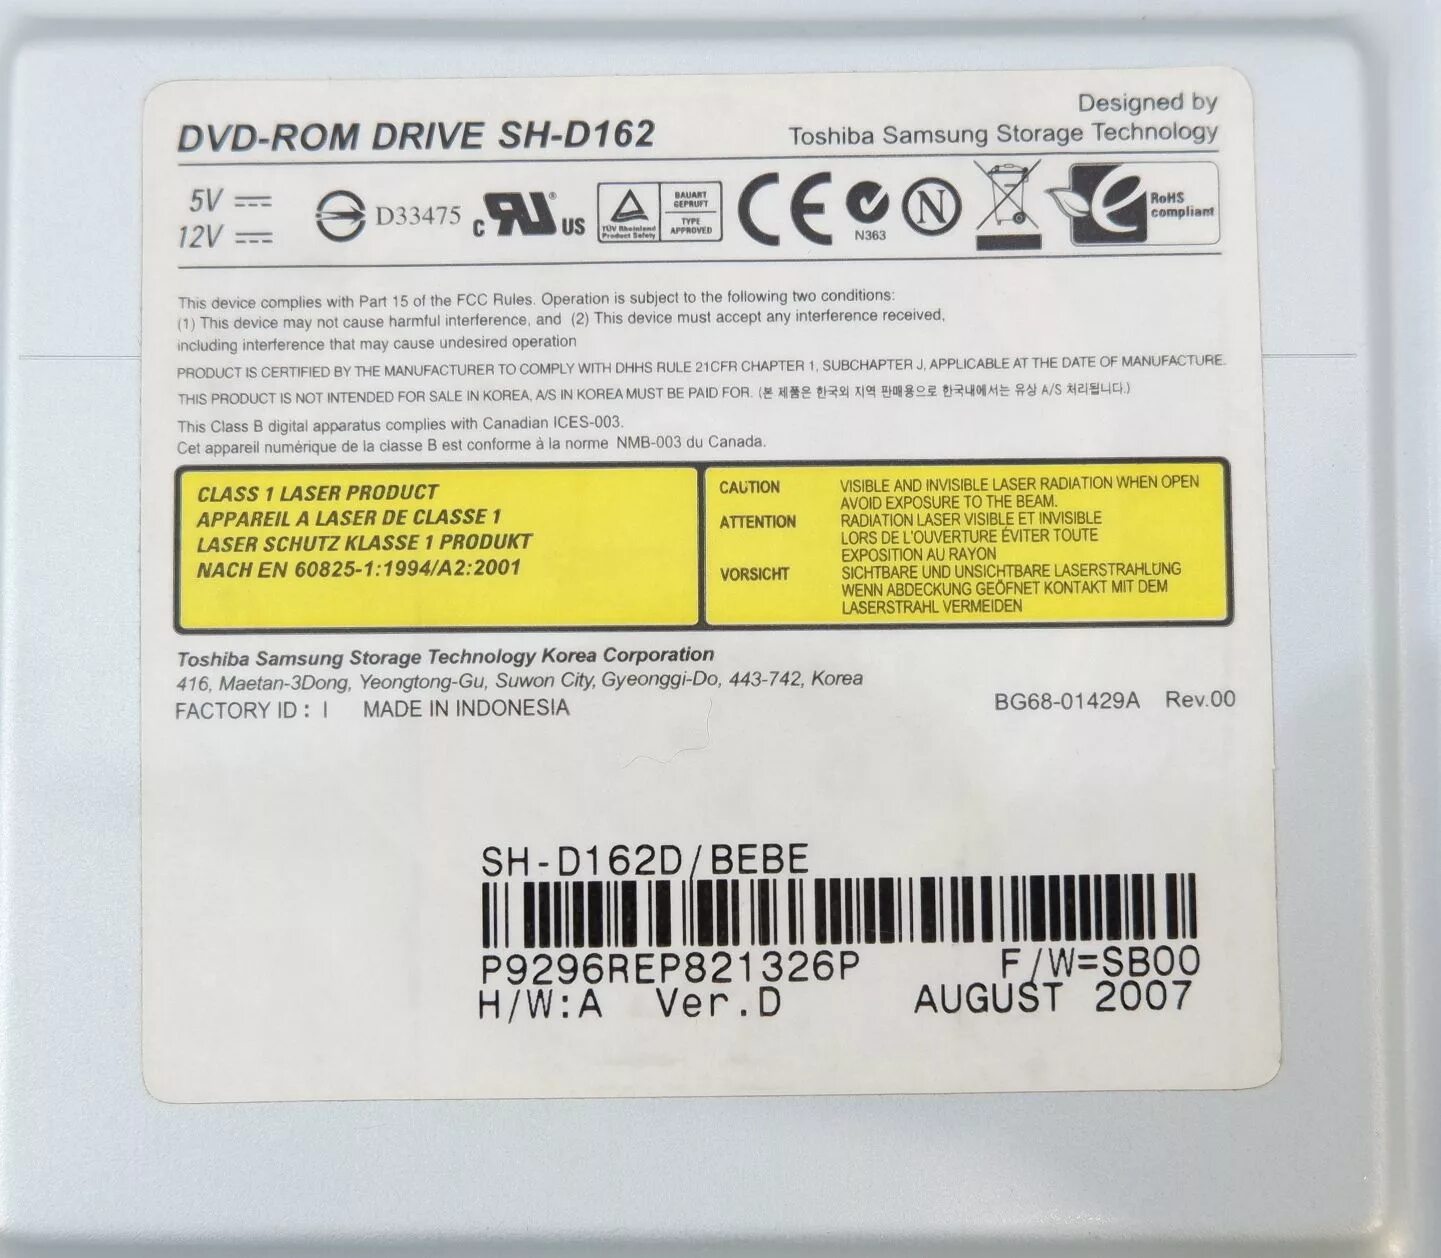 Designed by
DVD-ROM DRIVE SH-D162 Toshiba Samsung Storage Technology
5V
12V
D33475
c RU US
TÜV Rheinland
Product Safety
BAUART
GEPRÜFT
TYPE
APPROVED
CE
N363
N
RoHS
compliant
This device complies with Part 15 of the FCC Rules. Operation is subject to the following two conditions:
(1) This device may not cause harmful interference, and (2) This device must accept any interference received,
including interference that may cause undesired operation
PRODUCT IS CERTIFIED BY THE MANUFACTURER TO COMPLY WITH DHHS RULE 21CFR CHAPTER 1, SUBCHAPTER J, APPLICABLE AT THE DATE OF MANUFACTURE.
THIS PRODUCT IS NOT INTENDED FOR SALE IN KOREA, A/S IN KOREA MUST BE PAID FOR. (본 제품은 한국외 지역 판매용으로 한국내에서는 유상 A/S 처리됩니다.)
This Class B digital apparatus complies with Canadian ICES-003.
Cet appareil numérique de la classe B est conforme à la norme NMB-003 du Canada.
CLASS 1 LASER PRODUCT
APPAREIL A LASER DE CLASSE 1
LASER SCHUTZ KLASSE 1 PRODUKT
NACH EN 60825-1:1994/A2:2001
CAUTION VISIBLE AND INVISIBLE LASER RADIATION WHEN OPEN
AVOID EXPOSURE TO THE BEAM.
ATTENTION RADIATION LASER VISIBLE ET INVISIBLE
LORS DE L'OUVERTURE ÉVITER TOUTE
EXPOSITION AU RAYON
VORSICHT SICHTBARE UND UNSICHTBARE LASERSTRAHLUNG
WENN ABDECKUNG GEÖFNET KONTAKT MIT DEM
LASERSTRAHL VERMEIDEN
Toshiba Samsung Storage Technology Korea Corporation
416, Maetan-3Dong, Yeongtong-Gu, Suwon City, Gyeonggi-Do, 443-742, Korea
FACTORY ID : I MADE IN INDONESIA BG68-01429A Rev.00
SH-D162D/BEBE
P9296REP821326P F/W=SB00
H/W:A Ver.D AUGUST 2007